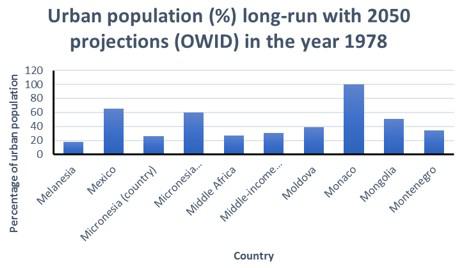 Urban population (%) long-run with 2050
projections (OWID) in the year 1978
Percentage of urban population
120
100
80
60
40
20
0
Melanesia
Mexico
Micronesia (country)
Micronesia...
Middle Africa
Middle-income...
Moldova
Monaco
Mongolia
Montenegro
Country